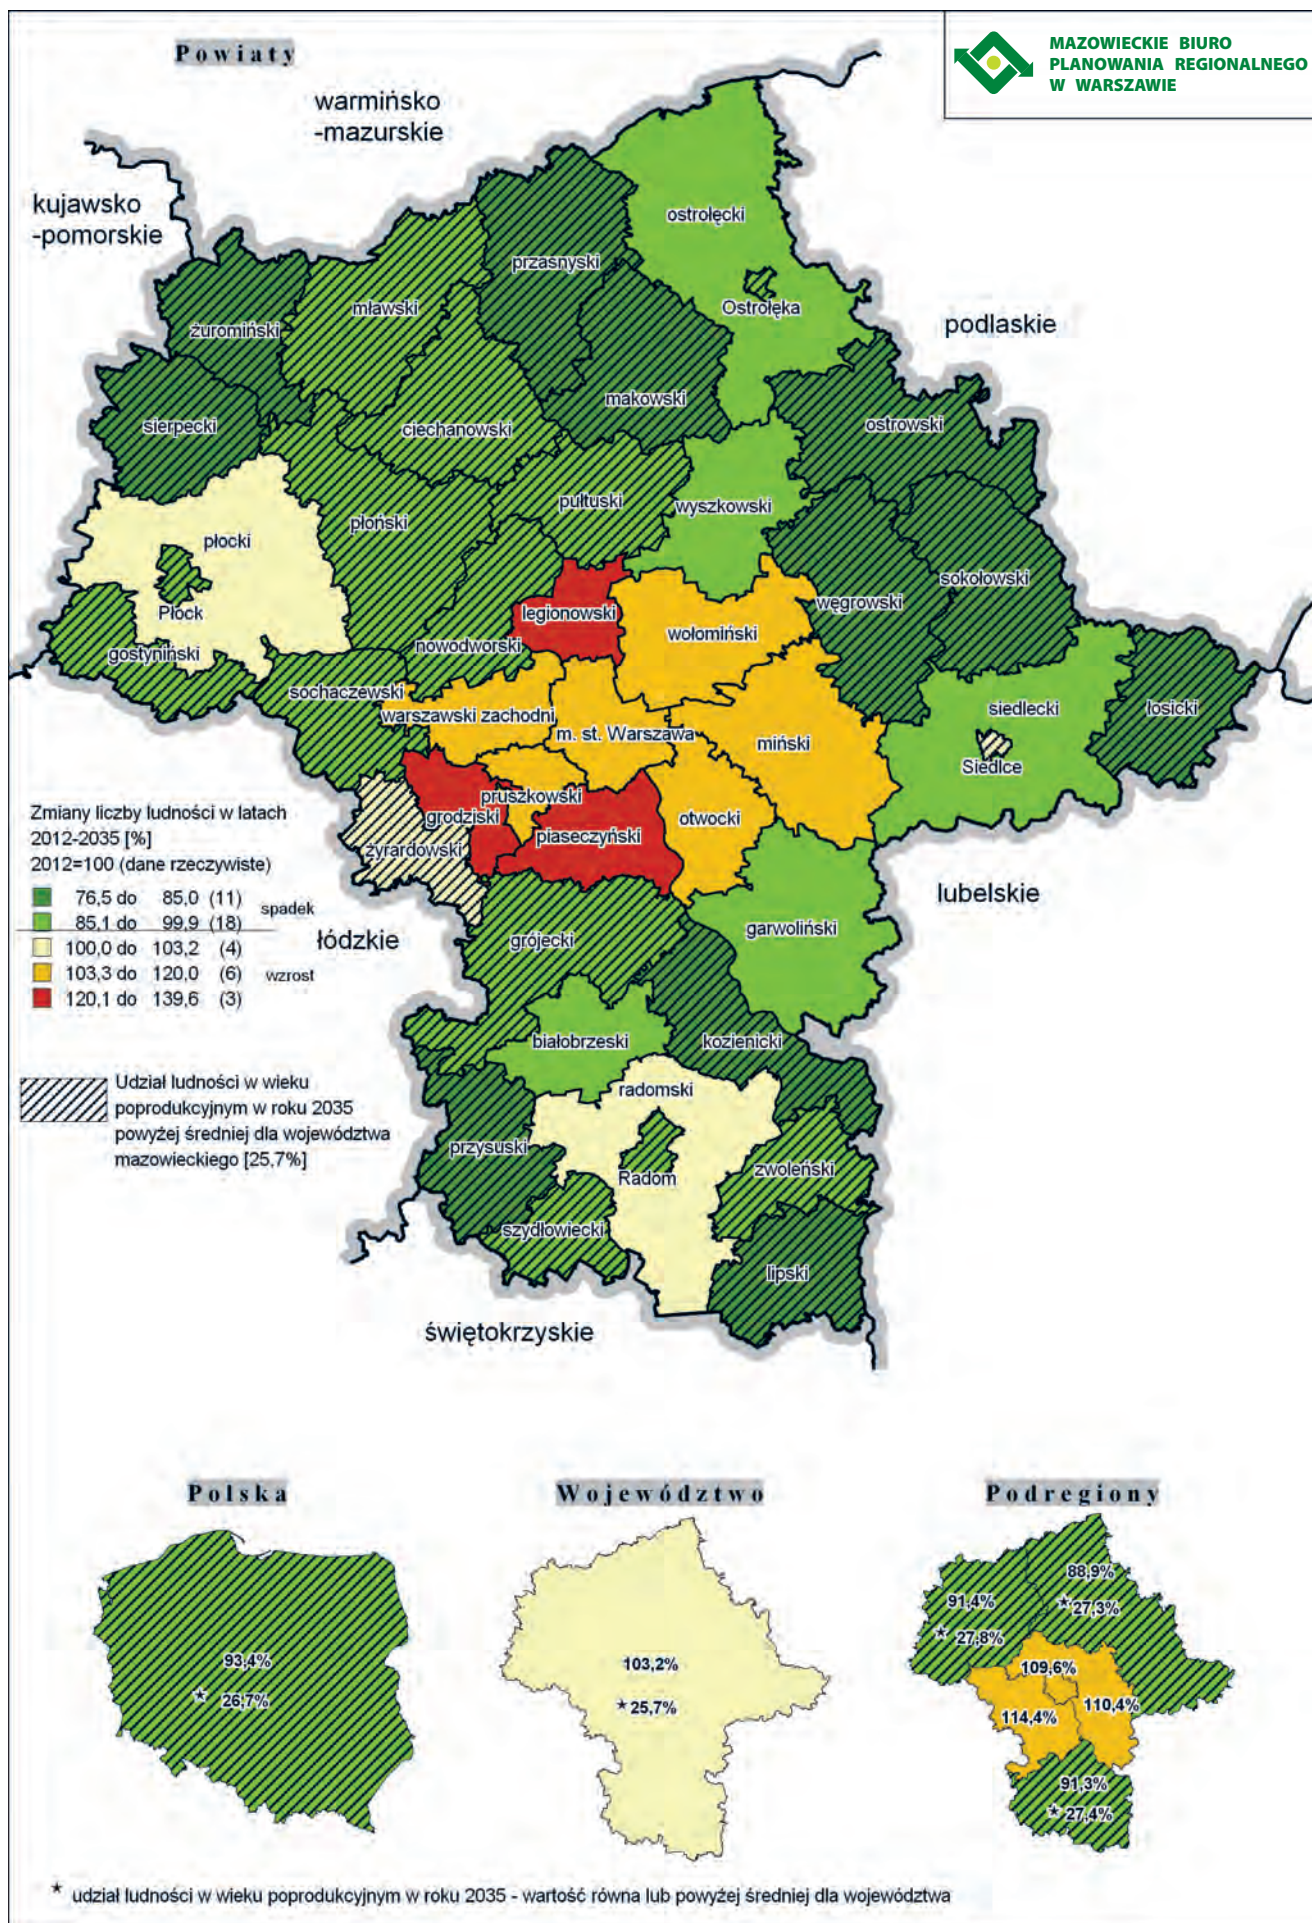 Powiaty
MAZOWIECKIE BIURO
PLANOWANIA REGIONALNEGO
W WARSZAWIE
warmińsko
-mazurskie
kujawsko
-pomorskie
ostrołęcki
przasnyski
Ostrołęka
mławski
podlaskie
żuromiński
makowski
sierpecki
ciechanowski
ostrowski
pułtuski
wyszkowski
płoński
płocki
sokołowski
węgrowski
Płock
legionowski
wołomiński
gostyniński
nowodworski
sochaczewski
siedlecki
łosicki
warszawski zachodni
m. st. Warszawa
miński
Siedlce
pruszkowski
grodziski
otwocki
piaseczyński
żyrardowski
Zmiany liczby ludności w latach
2012-2035 [%]
2012=100 (dane rzeczywiste)
76,5 do 85,0 (11)
spadek
85,1 do 99,9 (18)
100,0 do 103,2 (4)
103,3 do 120,0 (6)
wzrost
120,1 do 139,6 (3)
lubelskie
garwoliński
łódzkie
grójecki
białobrzeski
kozienicki
Udział ludności w wieku
poprodukcyjnym w roku 2035
powyżej średniej dla województwa
mazowieckiego [25,7%]
radomski
przysuski
zwoleński
Radom
szydłowiecki
lipski
świętokrzyskie
Polska
Województwo
Podregiony
93,4%
* 26,7%
103,2%
* 25,7%
88,9%
* 27,3%
91,4%
* 27,8%
109,6%
110,4%
114,4%
91,3%
* 27,4%
* udział ludności w wieku poprodukcyjnym w roku 2035 - wartość równa lub powyżej średniej dla województwa